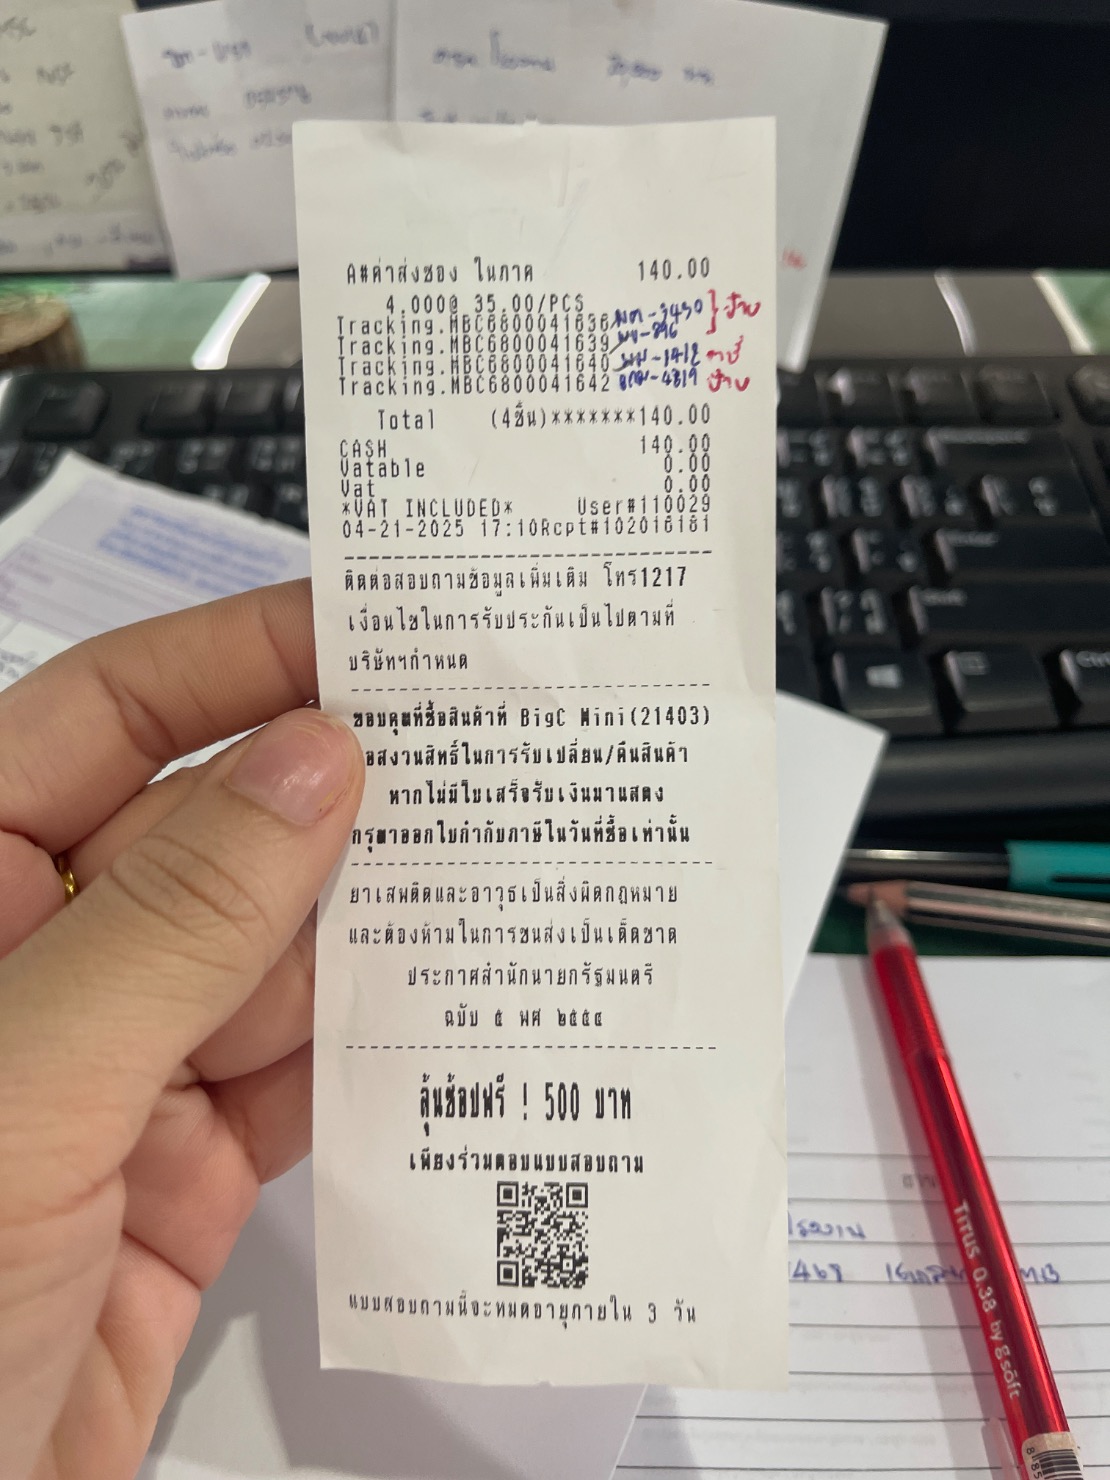 A#ค่าส่งซอง ในภาค 140.00
4.000@ 35.00/PCS
Tracking.MBC6800041636 -3450 } ป้าย
Tracking.MBC6800041639 -896
Tracking.MBC6800041640 -1412
Tracking.MBC6800041642 -4819 ป้าย
Total (4ชิ้น)*******140.00
CASH 140.00
Vatable 0.00
Vat 0.00
*VAT INCLUDED* User#110029
04-21-2025 17:10Rcpt#102016181
ติดต่อสอบถามข้อมูลเพิ่มเติม โทร1217
เงื่อนไขในการรับประกันเป็นไปตามที่
บริษัทฯกำหนด
ขอบคุณที่ซื้อสินค้าที่ BigC Mini(21403)
อสงวนสิทธิ์ในการรับเปลี่ยน/คืนสินค้า
หากไม่มีใบเสร็จรับเงินมาแสดง
กรุณาออกใบกำกับภาษีในวันที่ซื้อเท่านั้น
ยาเสพติดและอาวุธเป็นสิ่งผิดกฎหมาย
และต้องห้ามในการขนส่งเป็นเด็ดขาด
ประกาศสำนักนายกรัฐมนตรี
ฉบับ ๕ พศ ๒๕๕๔
ลุ้นช้อปฟรี ! 500 บาท
เพียงร่วมตอบแบบสอบถาม
แบบสอบถามนี้จะหมดอายุภายใน 3 วัน
TITUS 0.38 by gsoft
Ctrl